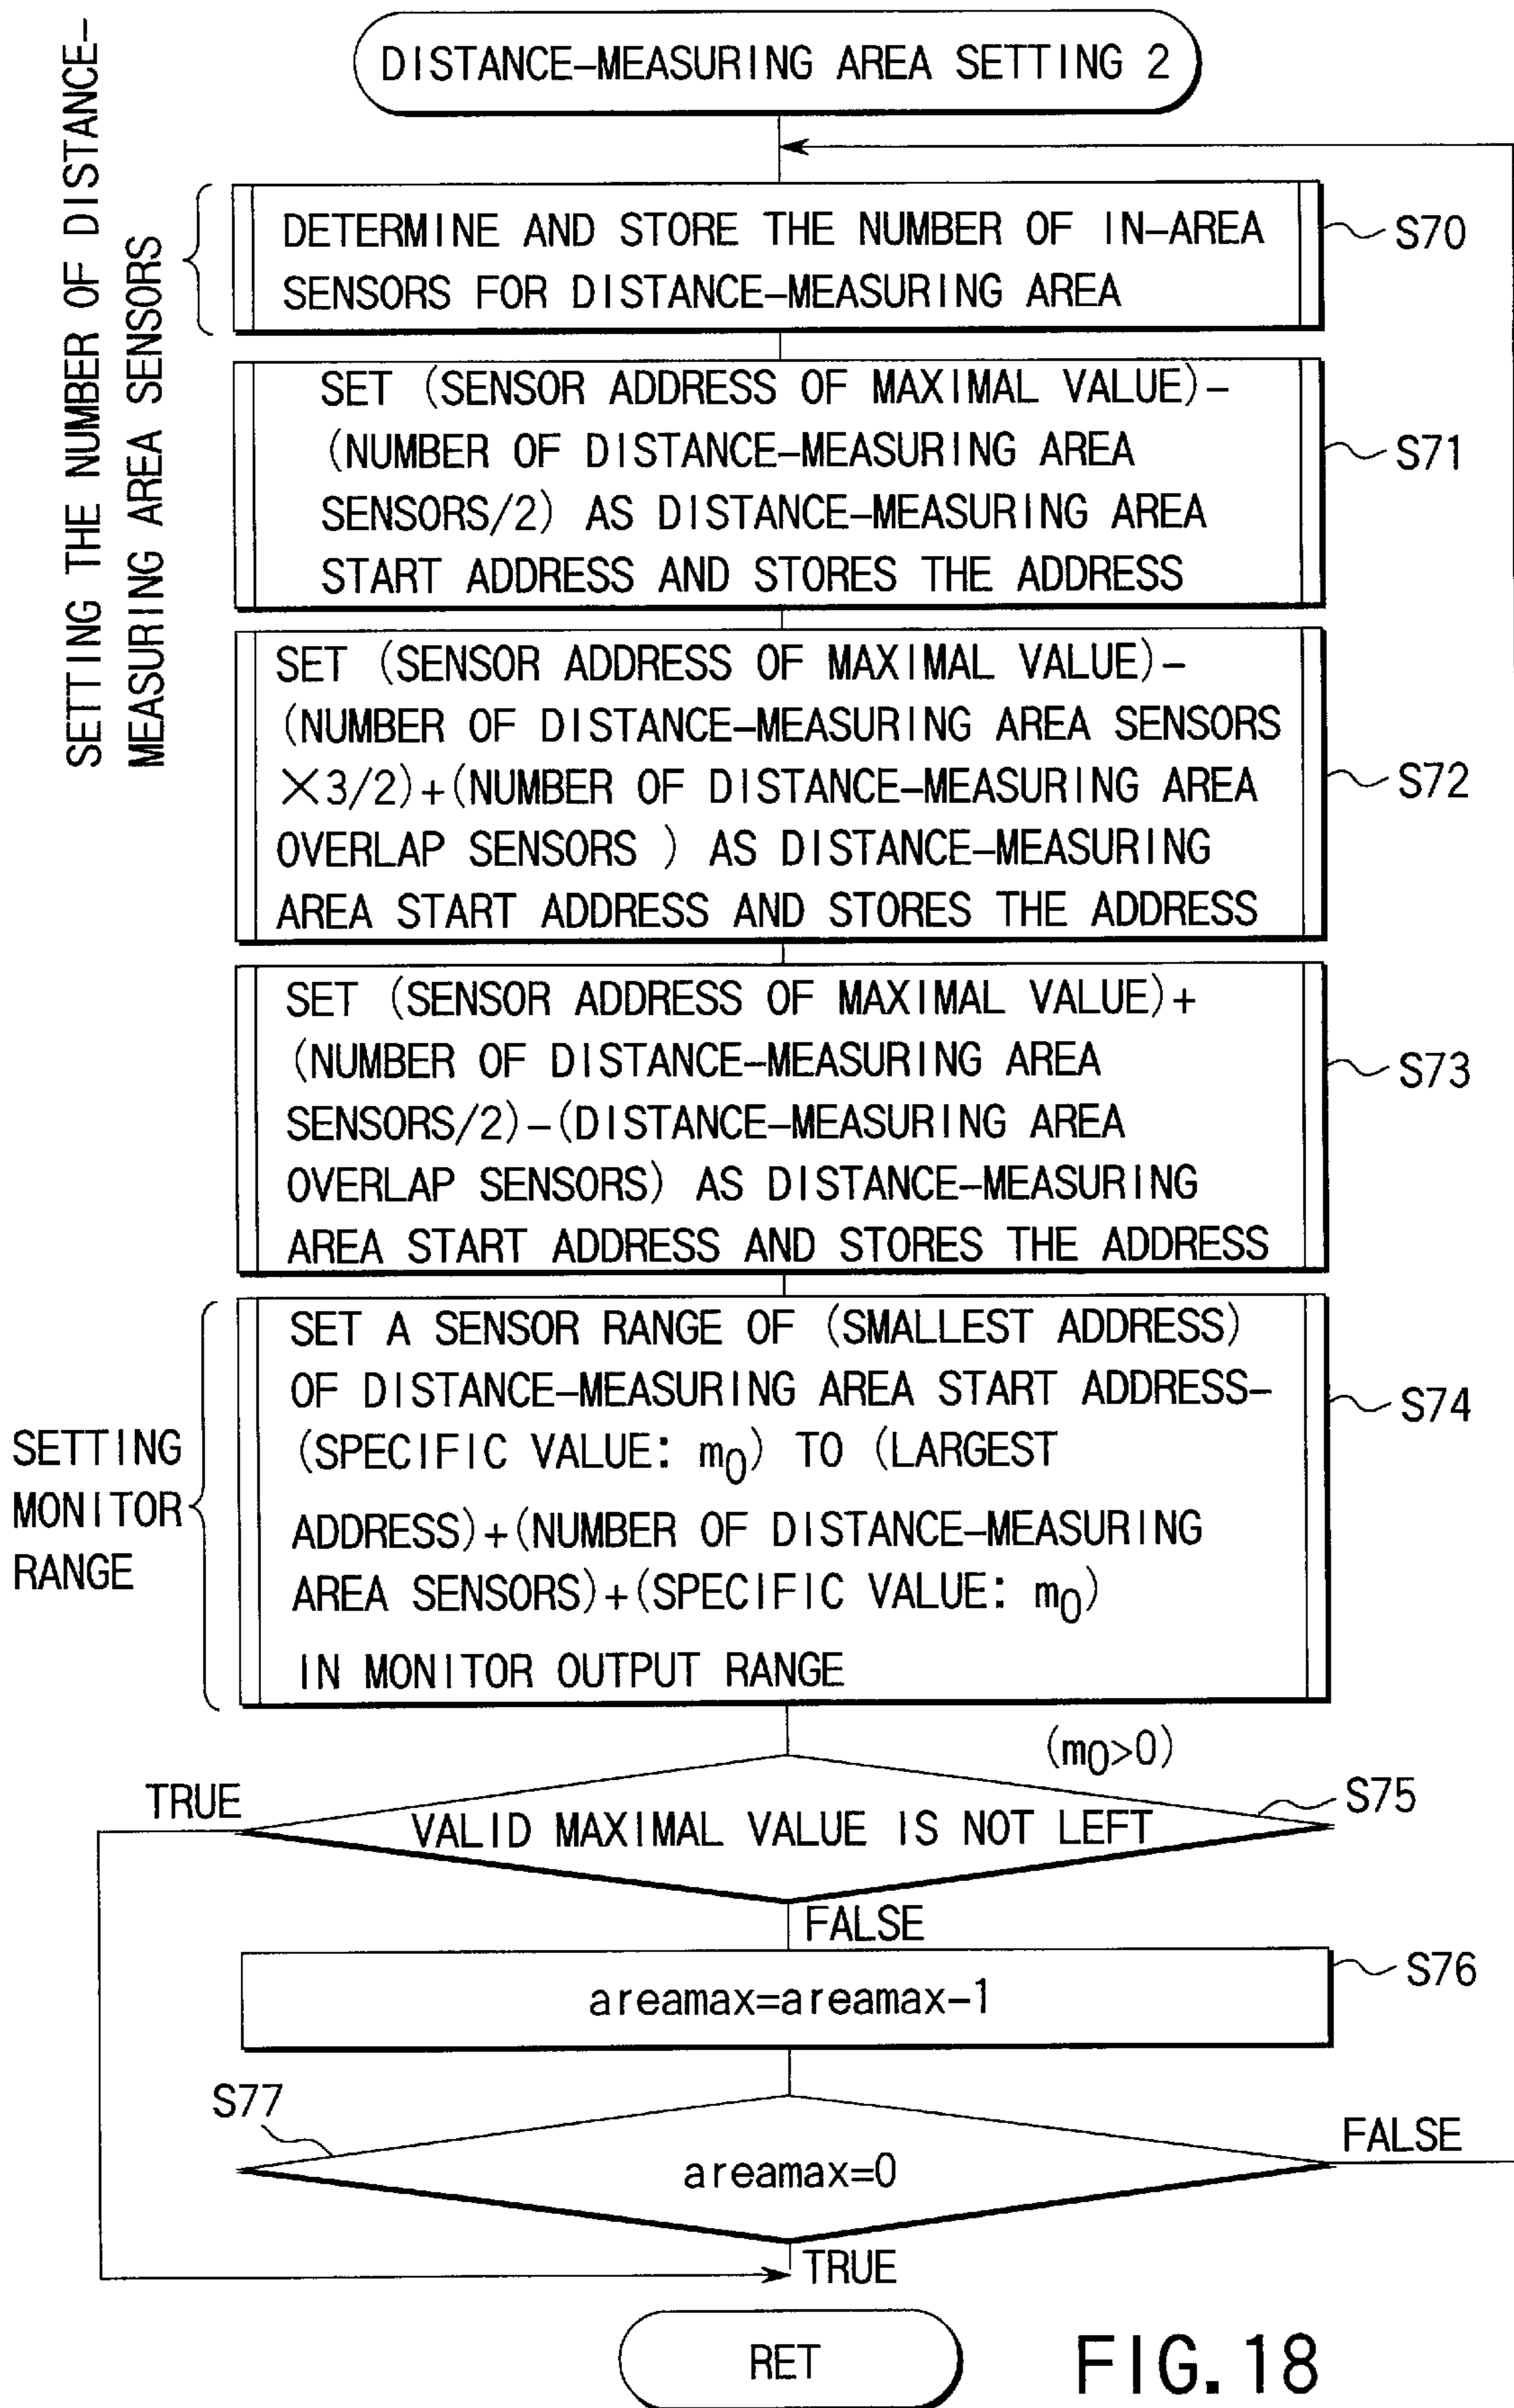 DISTANCE-MEASURING AREA SETTING 2
SETTING THE NUMBER OF DISTANCE-
MEASURING AREA SENSORS
DETERMINE AND STORE THE NUMBER OF IN-AREA
SENSORS FOR DISTANCE-MEASURING AREA
S70
SET (SENSOR ADDRESS OF MAXIMAL VALUE)-
(NUMBER OF DISTANCE-MEASURING AREA
SENSORS/2) AS DISTANCE-MEASURING AREA
START ADDRESS AND STORES THE ADDRESS
S71
SET (SENSOR ADDRESS OF MAXIMAL VALUE)-
(NUMBER OF DISTANCE-MEASURING AREA SENSORS
×3/2)+(NUMBER OF DISTANCE-MEASURING AREA
OVERLAP SENSORS ) AS DISTANCE-MEASURING
AREA START ADDRESS AND STORES THE ADDRESS
S72
SET (SENSOR ADDRESS OF MAXIMAL VALUE)+
(NUMBER OF DISTANCE-MEASURING AREA
SENSORS/2)-(DISTANCE-MEASURING AREA
OVERLAP SENSORS) AS DISTANCE-MEASURING
AREA START ADDRESS AND STORES THE ADDRESS
S73
SETTING
MONITOR
RANGE
SET A SENSOR RANGE OF (SMALLEST ADDRESS)
OF DISTANCE-MEASURING AREA START ADDRESS-
(SPECIFIC VALUE: m0) TO (LARGEST
ADDRESS)+(NUMBER OF DISTANCE-MEASURING
AREA SENSORS)+(SPECIFIC VALUE: m0)
IN MONITOR OUTPUT RANGE
S74
(m0>0)
TRUE
VALID MAXIMAL VALUE IS NOT LEFT
S75
FALSE
areamax=areamax-1
S76
S77
areamax=0
FALSE
TRUE
RET
FIG. 18